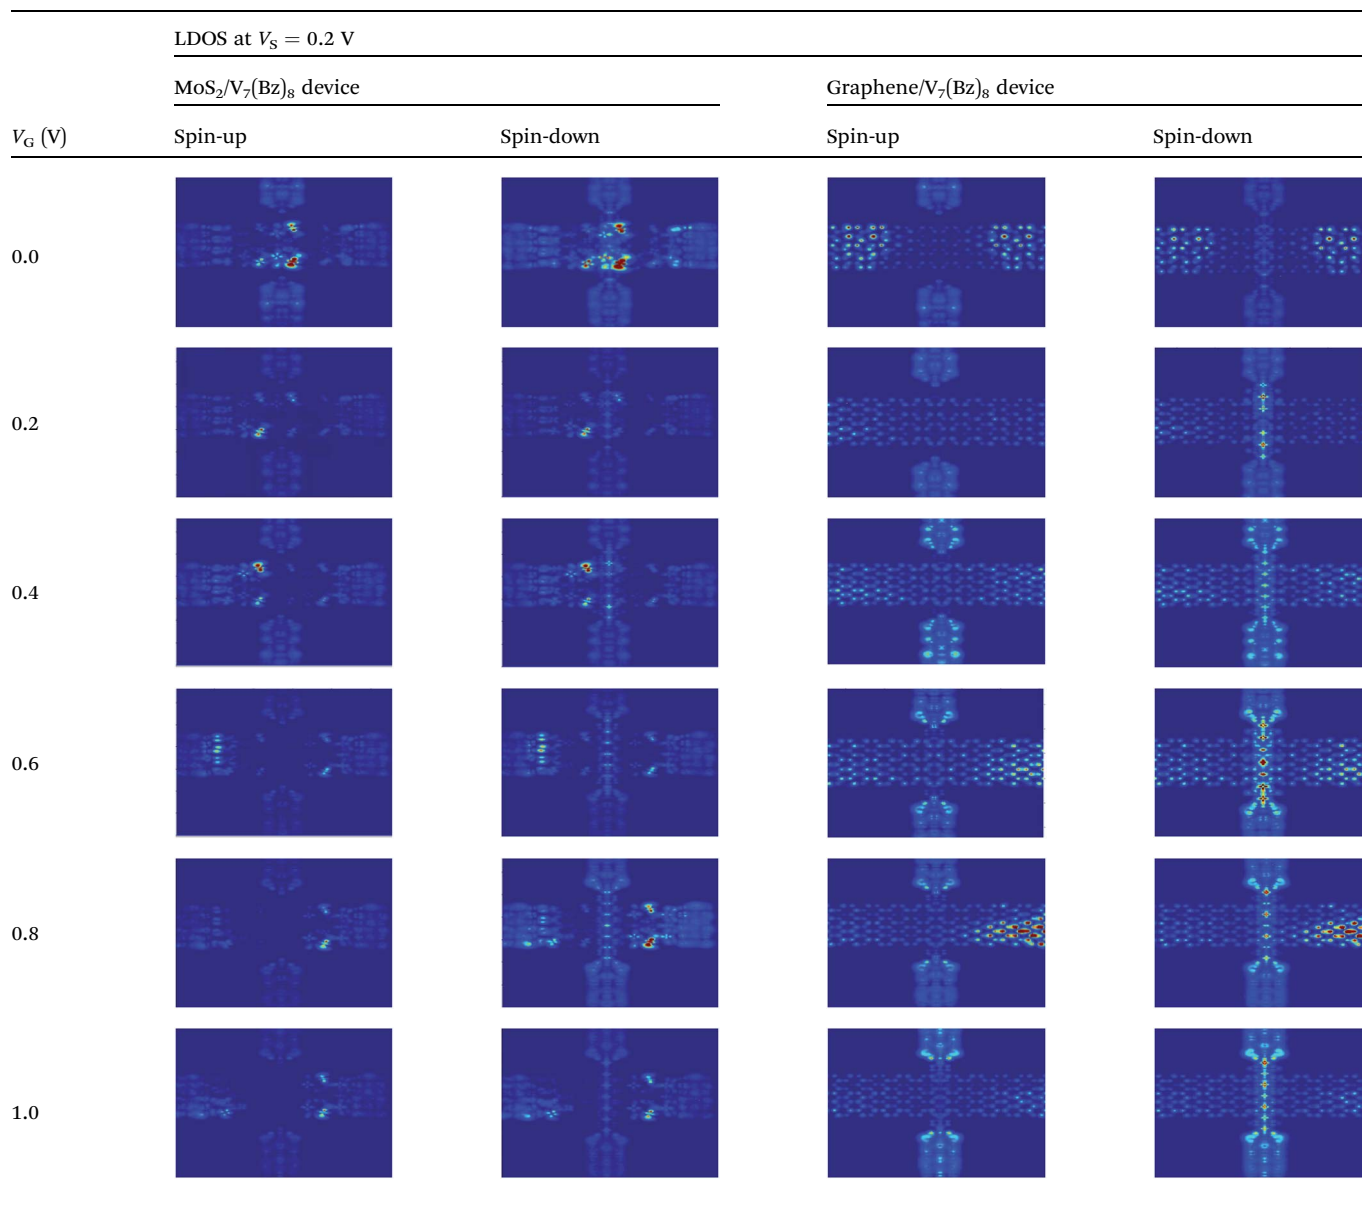 LDOS at V_S = 0.2 V
MoS₂/V₇(Bz)₈ device Graphene/V₇(Bz)₈ device
V_G (V) Spin-up Spin-down Spin-up Spin-down
0.0
0.2
0.4
0.6
0.8
1.0